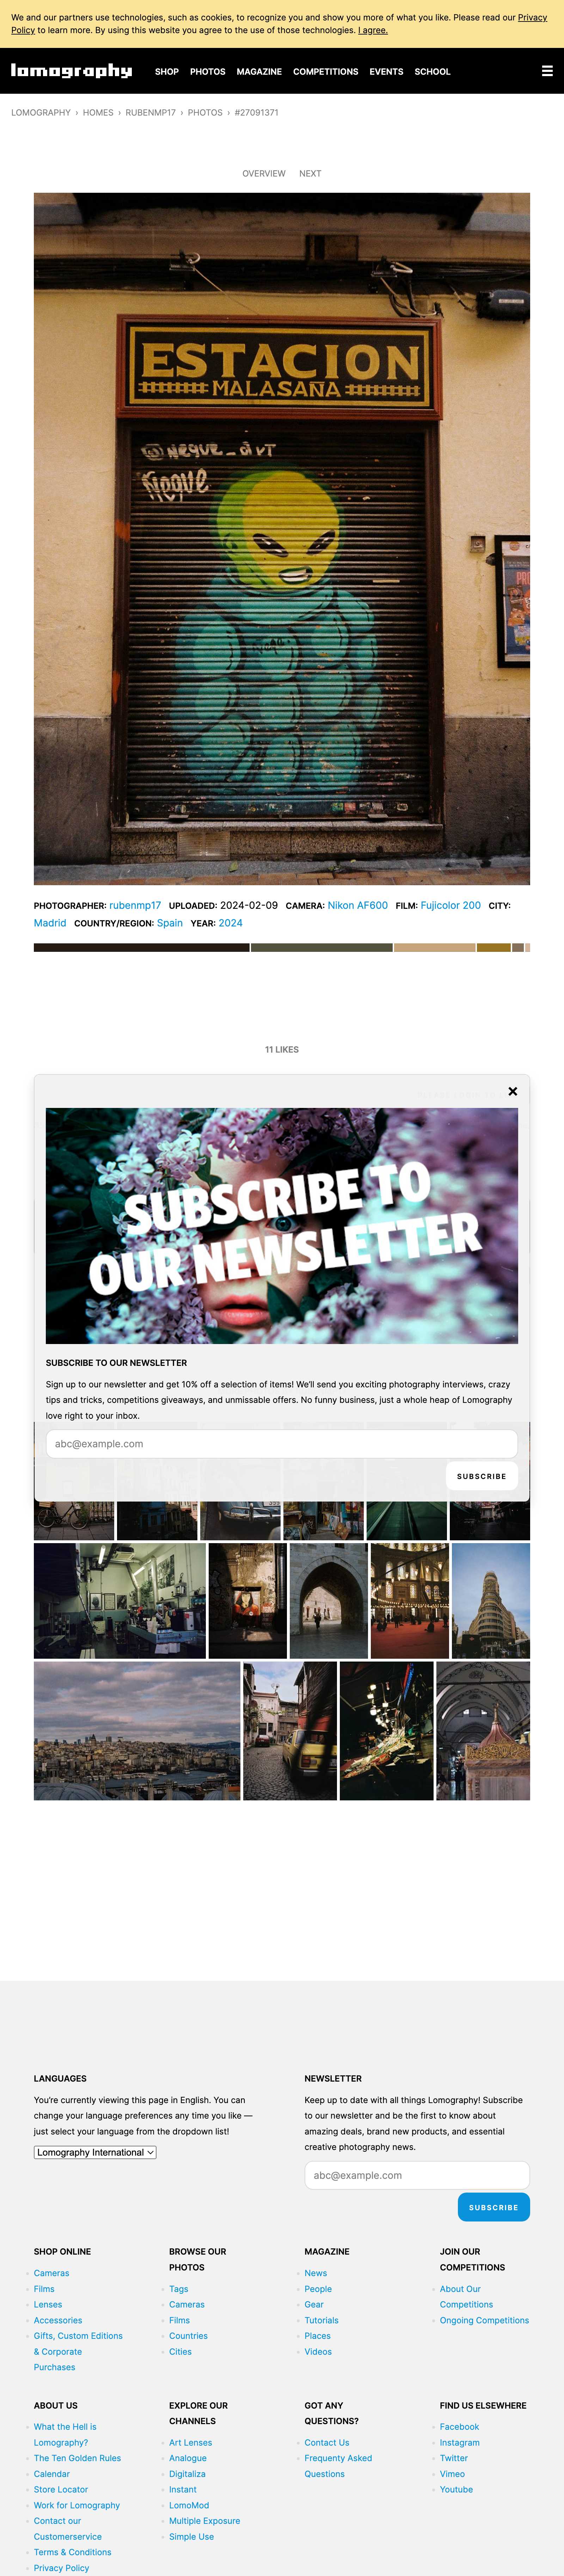 We and our partners use technologies, such as cookies, to recognize you and show you more of what you like. Please read our Privacy
Policy to learn more. By using this website you agree to the use of those technologies. I agree.
lomography
SHOP PHOTOS MAGAZINE COMPETITIONS EVENTS SCHOOL
LOMOGRAPHY › HOMES › RUBENMP17 › PHOTOS › #27091371
OVERVIEW NEXT
ESTACION
MALASAÑA
PHOTOGRAPHER: rubenmp17 UPLOADED: 2024-02-09 CAMERA: Nikon AF600 FILM: Fujicolor 200 CITY:
Madrid COUNTRY/REGION: Spain YEAR: 2024
11 LIKES
SUBSCRIBE TO
OUR NEWSLETTER
SUBSCRIBE TO OUR NEWSLETTER
Sign up to our newsletter and get 10% off a selection of items! We'll send you exciting photography interviews, crazy
tips and tricks, competitions giveaways, and unmissable offers. No funny business, just a whole heap of Lomography
love right to your inbox.
abc@example.com
SUBSCRIBE
LANGUAGES
You're currently viewing this page in English. You can
change your language preferences any time you like —
just select your language from the dropdown list!
Lomography International
NEWSLETTER
Keep up to date with all things Lomography! Subscribe
to our newsletter and be the first to know about
amazing deals, brand new products, and essential
creative photography news.
abc@example.com
SUBSCRIBE
SHOP ONLINE
Cameras
Films
Lenses
Accessories
Gifts, Custom Editions
& Corporate
Purchases
BROWSE OUR
PHOTOS
Tags
Cameras
Films
Countries
Cities
MAGAZINE
News
People
Gear
Tutorials
Places
Videos
JOIN OUR
COMPETITIONS
About Our
Competitions
Ongoing Competitions
ABOUT US
What the Hell is
Lomography?
The Ten Golden Rules
Calendar
Store Locator
Work for Lomography
Contact our
Customerservice
Terms & Conditions
Privacy Policy
EXPLORE OUR
CHANNELS
Art Lenses
Analogue
Digitaliza
Instant
LomoMod
Multiple Exposure
Simple Use
GOT ANY
QUESTIONS?
Contact Us
Frequenty Asked
Questions
FIND US ELSEWHERE
Facebook
Instagram
Twitter
Vimeo
Youtube